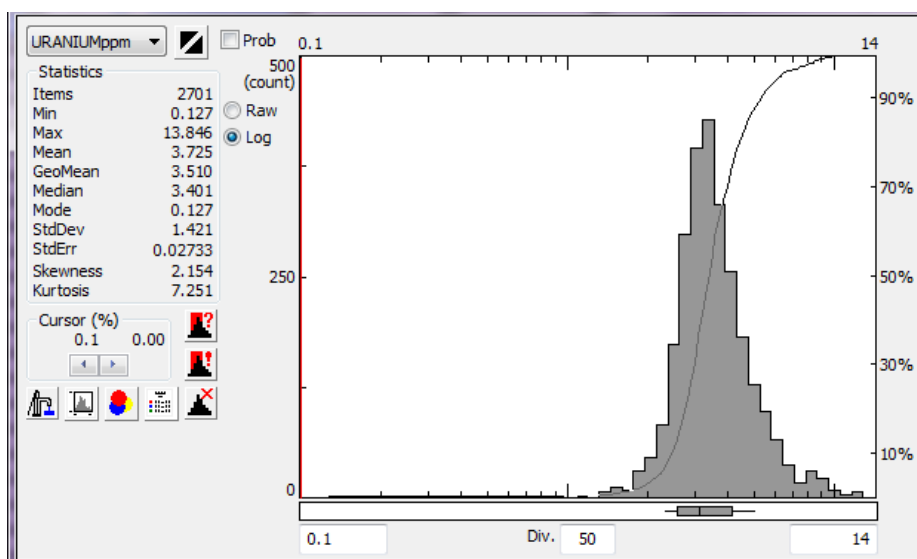 URANIUMppm
Prob
0.1
14
Statistics
Items 2701
Min 0.127
Max 13.846
Mean 3.725
GeoMean 3.510
Median 3.401
Mode 0.127
StdDev 1.421
StdErr 0.02733
Skewness 2.154
Kurtosis 7.251
Cursor (%)
0.1 0.00
500
(count)
Raw
Log
250
0
90%
70%
50%
30%
10%
0.1
Div.
50
14